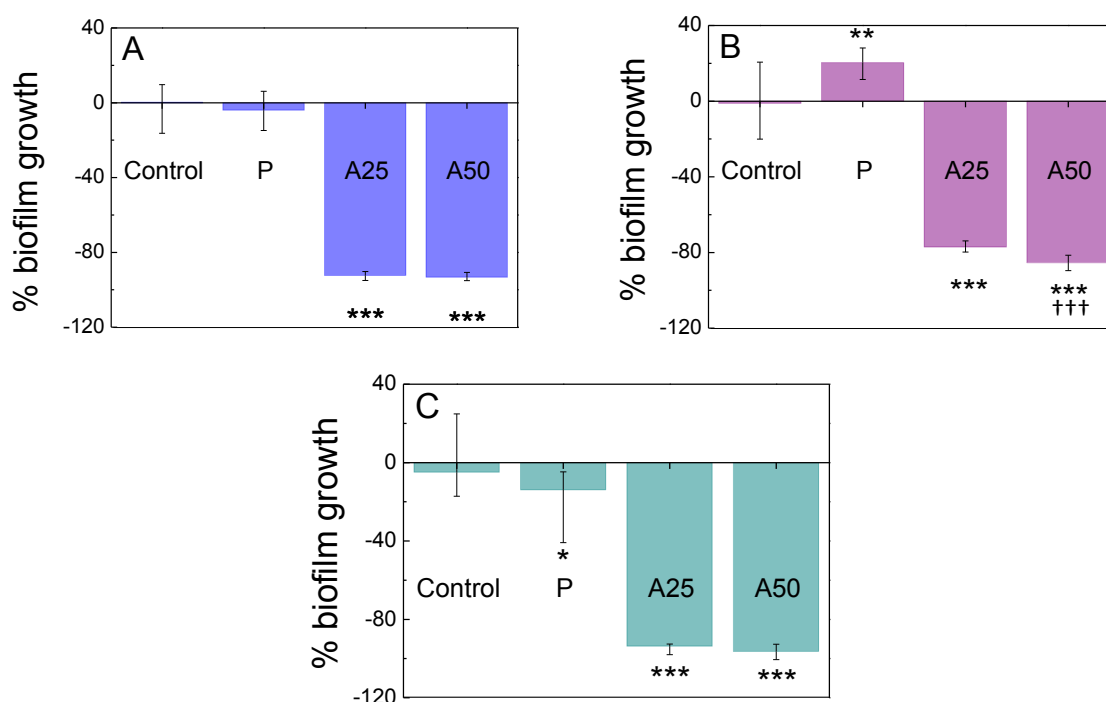 A
% biofilm growth
40
0
-40
-80
-120
Control P A25 A50
*** ***
B
% biofilm growth
40
0
-40
-80
-120
**
Control P A25 A50
*** ***
†††
C
% biofilm growth
40
0
-40
-80
-120
*
Control P A25 A50
*** ***